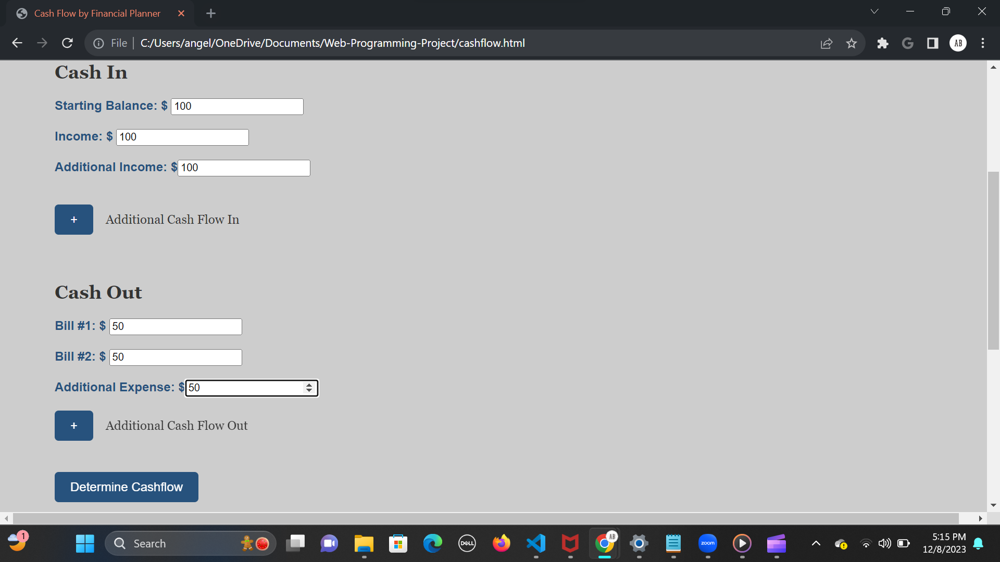 Cash Flow by Financial Planner
File
C:/Users/angel/OneDrive/Documents/Web-Programming-Project/cashflow.html
AB
Cash In
Starting Balance: $ 100
Income: $ 100
Additional Income: $ 100
+ Additional Cash Flow In
Cash Out
Bill #1: $ 50
Bill #2: $ 50
Additional Expense: $ 50
+ Additional Cash Flow Out
Determine Cashflow
1
Search
DELL
AB
zoom
5:15 PM
12/8/2023